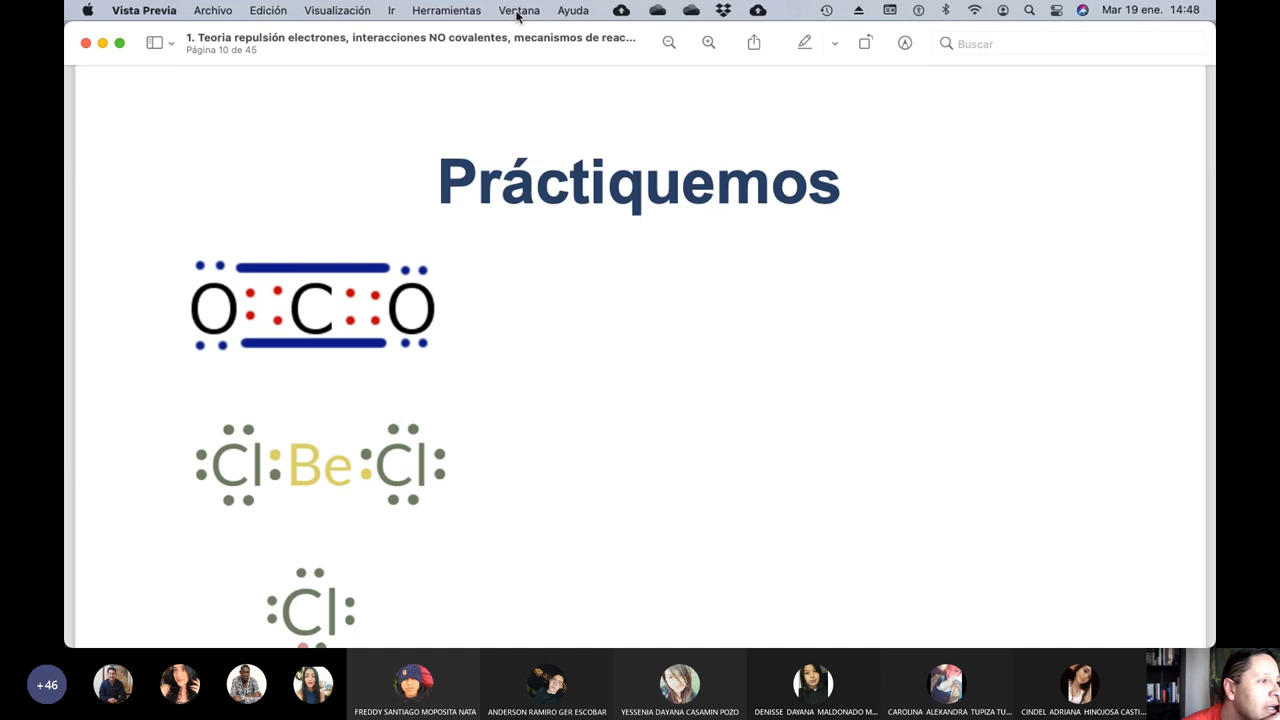 Vista Previa Archivo Edición Visualización Ir Herramientas Ventana Ayuda Mar 19 ene. 14:48
1. Teoria repulsión electrones, interacciones NO covalentes, mecanismos de reac...
Página 10 de 45
Buscar
Práctiquemos
O C O
Cl Be Cl
Cl
+46
FREDDY SANTIAGO MOPOSITA NATA ANDERSON RAMIRO GER ESCOBAR YESSENIA DAYANA CASAMIN POZO DENISSE DAYANA MALDONADO M... CAROLINA ALEXANDRA TUPIZA TU... CINDEL ADRIANA HINOJOSA CASTI...